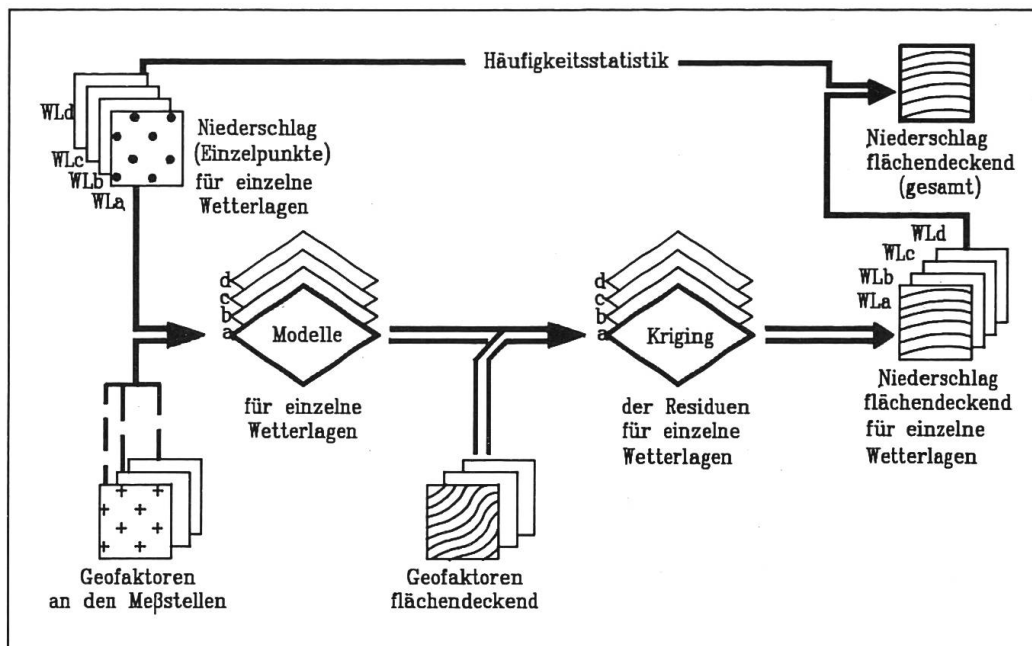 Häufigkeitsstatistik
WLd
WLc
WLb
WLa
Niederschlag
(Einzelpunkte)
für einzelne
Wetterlagen
Niederschlag
flächendeckend
(gesamt)
d
c
b
a
Modelle
für einzelne
Wetterlagen
d
c
b
a
Kriging
der Residuen
für einzelne
Wetterlagen
WLd
WLc
WLb
WLa
Niederschlag
flächendeckend
für einzelne
Wetterlagen
Geofaktoren
an den Meßstellen
Geofaktoren
flächendeckend